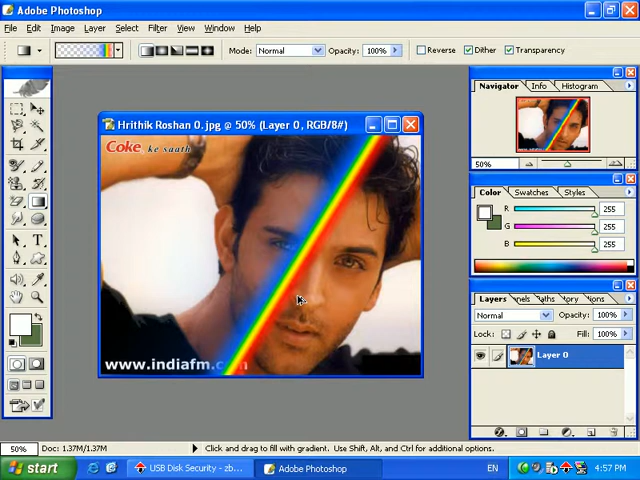 Adobe Photoshop
File Edit Image Layer Select Filter View Window Help
Mode: Normal Opacity: 100% Reverse Dither Transparency
Hrithik Roshan 0.jpg @ 50% (Layer 0, RGB/8#)
Coke ke saath
www.indiafm.c
Navigator Info Histogram
50%
Color Swatches Styles
R 255
G 255
B 255
Layers nnels Paths tory tions
Normal Opacity: 100%
Lock: Fill: 100%
Layer 0
50% Doc: 1.37M/1.37M Click and drag to fill with gradient. Use Shift, Alt, and Ctrl for additional options.
start USB Disk Security - zb... Adobe Photoshop EN 4:57 PM